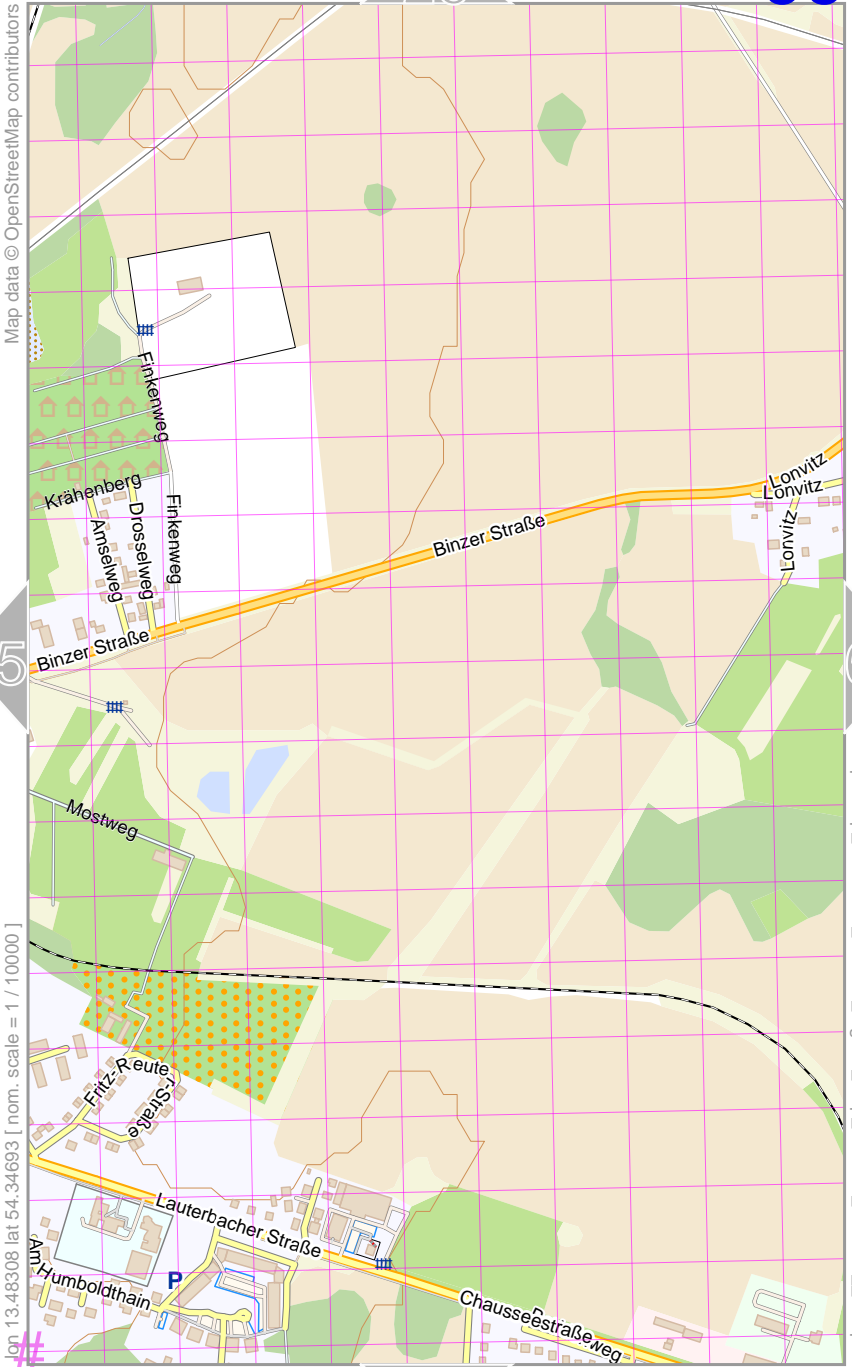 Map data © OpenStreetMap contributors
Finkenweg
Krähenberg
Finkenweg
Drosselweg
Amselweg
Binzer Straße
Lonvitz
Lonvitz
Lonvitz
Binzer Straße
5
Mostweg
lon 13.48308 lat 54.34693 [ nom. scale = 1 / 10000 ]
Fritz-Reuter-Straße
Lauterbacher Straße
Am Humboldthain
P
Chausseestraße
#